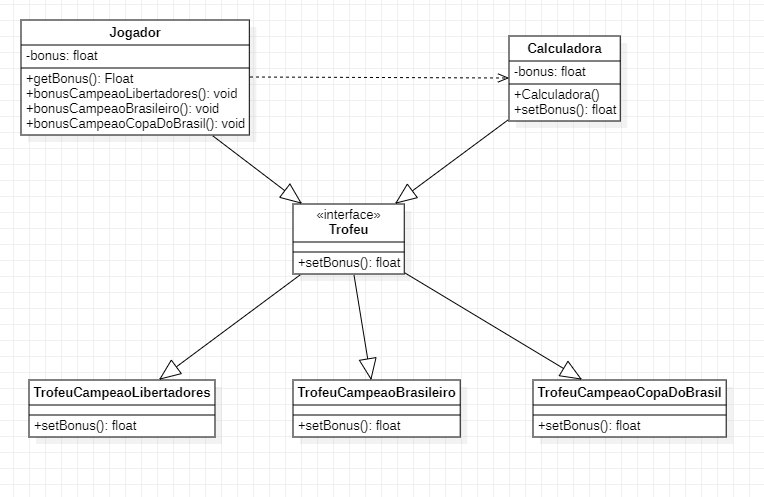 Jogador
-bonus: float
+getBonus(): Float
+bonusCampeaoLibertadores(): void
+bonusCampeaoBrasileiro(): void
+bonusCampeaoCopaDoBrasil(): void
Calculadora
-bonus: float
+Calculadora()
+setBonus(): float
«interface»
Trofeu
+setBonus(): float
TrofeuCampeaoLibertadores
+setBonus(): float
TrofeuCampeaoBrasileiro
+setBonus(): float
TrofeuCampeaoCopaDoBrasil
+setBonus(): float